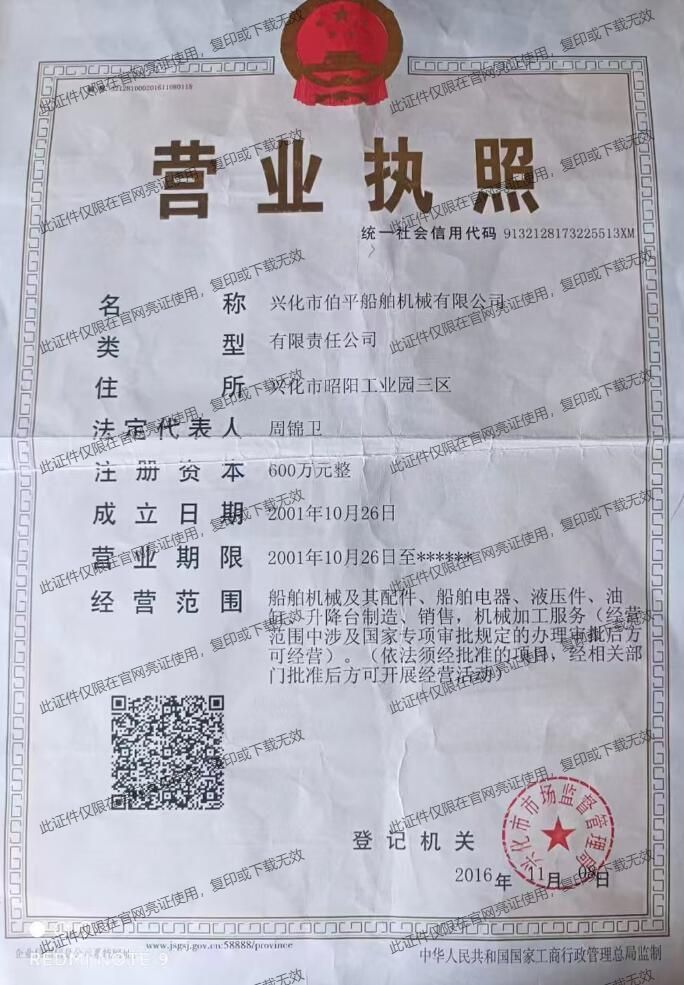 编号 321281000201611080118
营业执照
统一社会信用代码 9132128173225513XM
名称 兴化市伯平船舶机械有限公司
类型 有限责任公司
住所 兴化市昭阳工业园三区
法定代表人 周锦卫
注册资本 600万元整
成立日期 2001年10月26日
营业期限 2001年10月26日至******
经营范围 船舶机械及其配件、船舶电器、液压件、油
缸、升降台制造、销售，机械加工服务（经营
范围中涉及国家专项审批规定的办理审批后方
可经营）。（依法须经批准的项目，经相关部
门批准后方可开展经营活动）
登记机关
兴化市市场监督管理局
2016年11月08日
www.jsgsj.gov.cn:58888/province
中华人民共和国国家工商行政管理总局监制
REDMI NOTE 9
此证件仅限在官网亮证使用，复印或下载无效